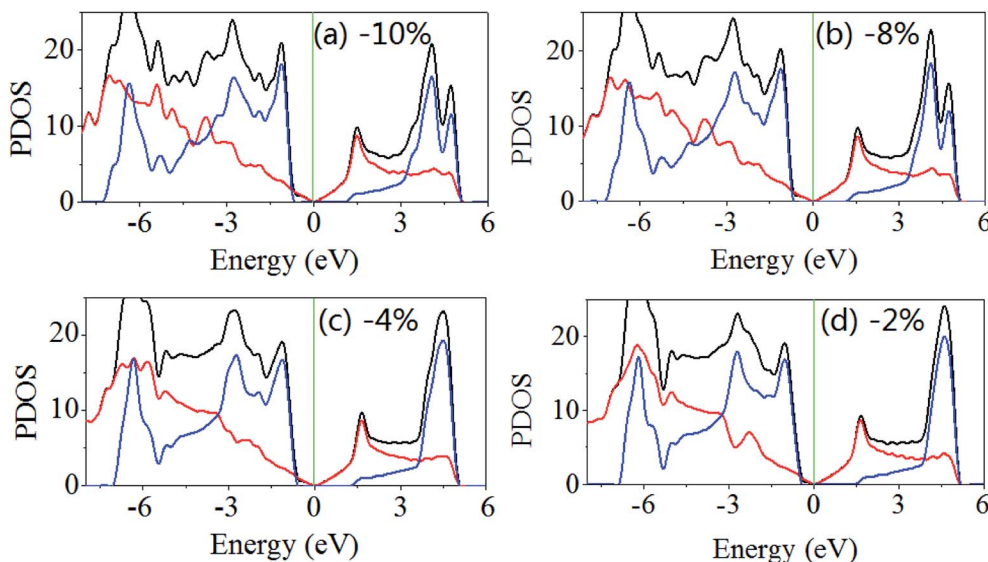 (a) -10%
PDOS
20
10
0
-6 -3 0 3 6
Energy (eV)
(b) -8%
PDOS
20
10
0
-6 -3 0 3 6
Energy (eV)
(c) -4%
PDOS
20
10
0
-6 -3 0 3 6
Energy (eV)
(d) -2%
PDOS
20
10
0
-6 -3 0 3 6
Energy (eV)